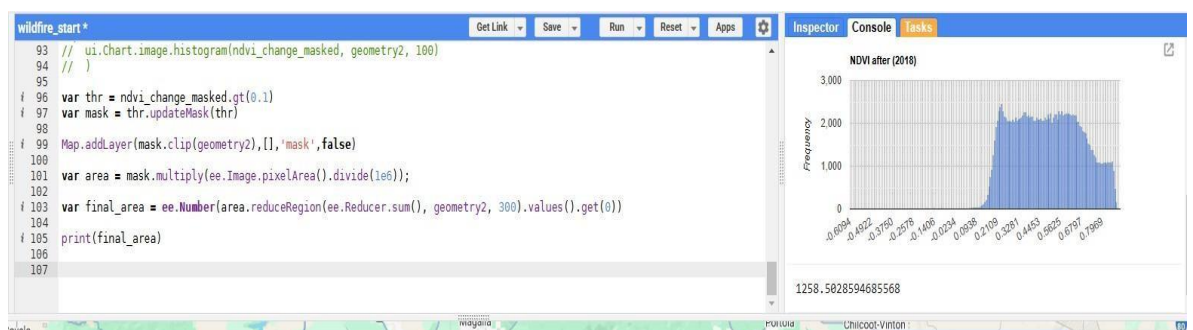 wildfire_start *
Get Link
Save
Run
Reset
Apps
93 // ui.Chart.image.histogram(ndvi_change_masked, geometry2, 100)
94 // )
95
i 96 var thr = ndvi_change_masked.gt(0.1)
i 97 var mask = thr.updateMask(thr)
98
i 99 Map.addLayer(mask.clip(geometry2),[],'mask',false)
100
101 var area = mask.multiply(ee.Image.pixelArea().divide(1e6));
102
i 103 var final_area = ee.Number(area.reduceRegion(ee.Reducer.sum(), geometry2, 300).values().get(0))
104
i 105 print(final_area)
106
107
Inspector
Console
Tasks
NDVI after (2018)
Frequency
3,000
2,000
1,000
0
-0.6094 -0.4922 -0.3750 -0.2578 -0.1406 -0.0234 0.0938 0.2109 0.3281 0.4453 0.5625 0.6797 0.7969
1258.5028594685568
Magalia
Portola
Chilcoot-Vinton